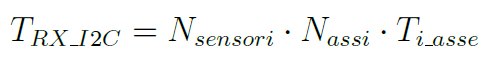 T_{RX\_I2C} = N_{sensori} · N_{assi} · T_{i\_asse}